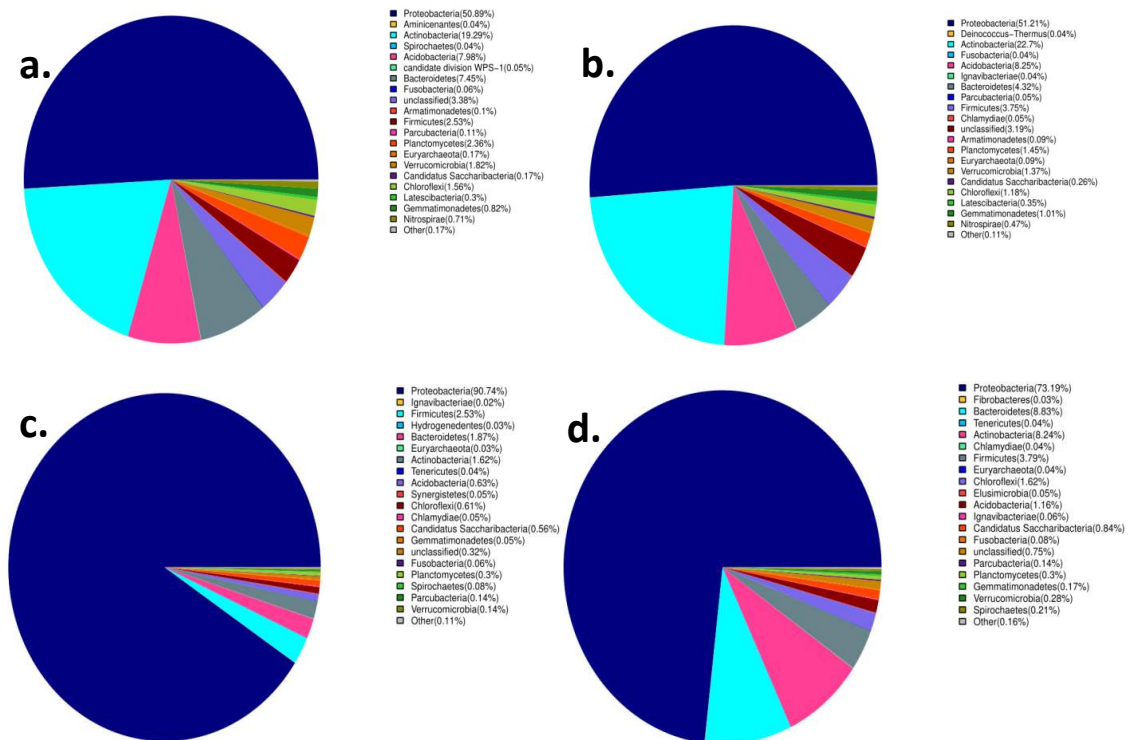 a.
Proteobacteria(50.89%)
Aminicenantes(0.04%)
Actinobacteria(19.29%)
Spirochaetes(0.04%)
Acidobacteria(7.98%)
candidate division WPS-1(0.05%)
Bacteroidetes(7.45%)
Fusobacteria(0.06%)
unclassified(3.38%)
Armatimonadetes(0.1%)
Firmicutes(2.53%)
Parcubacteria(0.11%)
Planctomycetes(2.36%)
Euryarchaeota(0.17%)
Verrucomicrobia(1.82%)
Candidatus Saccharibacteria(0.17%)
Chloroflexi(1.56%)
Latescibacteria(0.3%)
Gemmatimonadetes(0.82%)
Nitrospirae(0.71%)
Other(0.17%)
b.
Proteobacteria(51.21%)
Deinococcus-Thermus(0.04%)
Actinobacteria(22.7%)
Fusobacteria(0.04%)
Acidobacteria(8.25%)
Ignavibacteriae(0.04%)
Bacteroidetes(4.32%)
Parcubacteria(0.05%)
Firmicutes(3.75%)
Chlamydiae(0.05%)
unclassified(3.19%)
Armatimonadetes(0.09%)
Planctomycetes(1.45%)
Euryarchaeota(0.09%)
Verrucomicrobia(1.37%)
Candidatus Saccharibacteria(0.26%)
Chloroflexi(1.18%)
Latescibacteria(0.35%)
Gemmatimonadetes(1.01%)
Nitrospirae(0.47%)
Other(0.11%)
c.
Proteobacteria(90.74%)
Ignavibacteriae(0.02%)
Firmicutes(2.53%)
Hydrogenedentes(0.03%)
Bacteroidetes(1.87%)
Euryarchaeota(0.03%)
Actinobacteria(1.62%)
Tenericutes(0.04%)
Acidobacteria(0.63%)
Synergistetes(0.05%)
Chloroflexi(0.61%)
Chlamydiae(0.05%)
Candidatus Saccharibacteria(0.56%)
Gemmatimonadetes(0.05%)
unclassified(0.32%)
Fusobacteria(0.06%)
Planctomycetes(0.3%)
Spirochaetes(0.08%)
Parcubacteria(0.14%)
Verrucomicrobia(0.14%)
Other(0.11%)
d.
Proteobacteria(73.19%)
Fibrobacteres(0.03%)
Bacteroidetes(8.83%)
Tenericutes(0.04%)
Actinobacteria(8.24%)
Chlamydiae(0.04%)
Firmicutes(3.79%)
Euryarchaeota(0.04%)
Chloroflexi(1.62%)
Elusimicrobia(0.05%)
Acidobacteria(1.16%)
Ignavibacteriae(0.06%)
Candidatus Saccharibacteria(0.84%)
Fusobacteria(0.08%)
unclassified(0.75%)
Parcubacteria(0.14%)
Planctomycetes(0.3%)
Gemmatimonadetes(0.17%)
Verrucomicrobia(0.28%)
Spirochaetes(0.21%)
Other(0.16%)